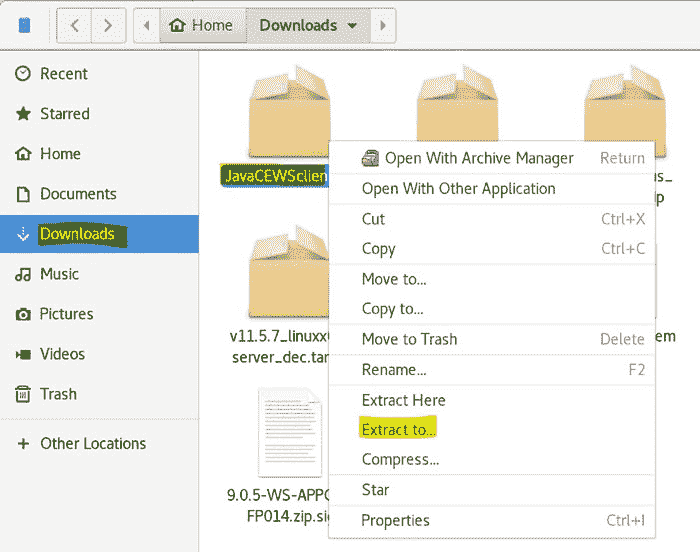 Home
Downloads
Recent
Starred
Home
Documents
Downloads
Music
Pictures
Videos
Trash
Other Locations
JavaCEWSclien
v11.5.7_linuxx
server_dec.tar
9.0.5-WS-APPC
FP014.zip.sig
Open With Archive Manager Return
Open With Other Application
Cut Ctrl+X
Copy Ctrl+C
Move to...
Copy to...
Move to Trash Delete
Rename... F2
Extract Here
Extract to...
Compress...
Star
Properties Ctrl+I
us_
p
em